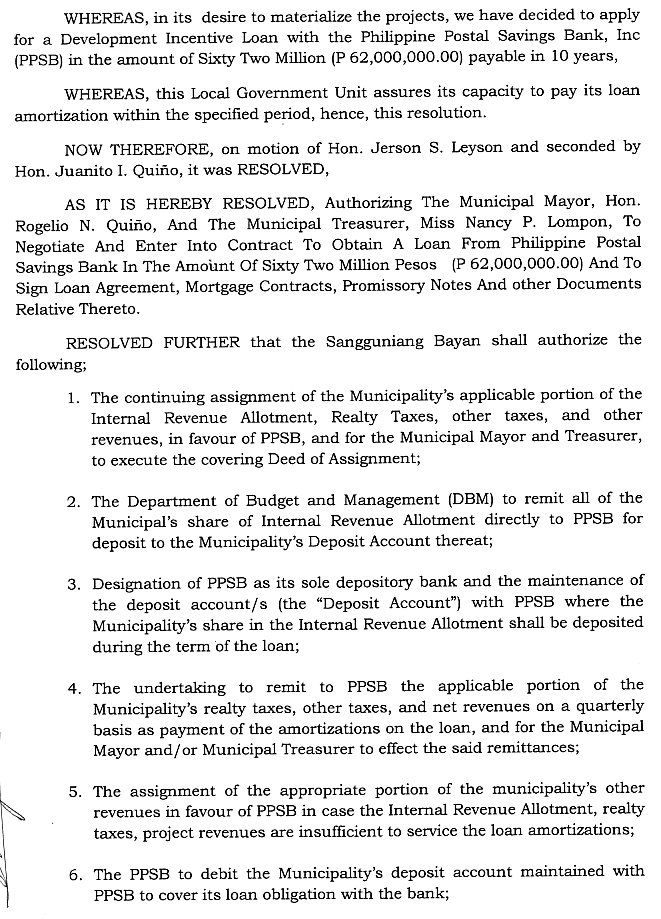 WHEREAS, in its desire to materialize the projects, we have decided to apply
for a Development Incentive Loan with the Philippine Postal Savings Bank, Inc
(PPSB) in the amount of Sixty Two Million (P 62,000,000.00) payable in 10 years,
WHEREAS, this Local Government Unit assures its capacity to pay its loan
amortization within the specified period, hence, this resolution.
NOW THEREFORE, on motion of Hon. Jerson S. Leyson and seconded by
Hon. Juanito I. Quiño, it was RESOLVED,
AS IT IS HEREBY RESOLVED, Authorizing The Municipal Mayor, Hon.
Rogelio N. Quiño, And The Municipal Treasurer, Miss Nancy P. Lompon, To
Negotiate And Enter Into Contract To Obtain A Loan From Philippine Postal
Savings Bank In The Amount Of Sixty Two Million Pesos (P 62,000,000.00) And To
Sign Loan Agreement, Mortgage Contracts, Promissory Notes And other Documents
Relative Thereto.
RESOLVED FURTHER that the Sangguniang Bayan shall authorize the
following;
1. The continuing assignment of the Municipality's applicable portion of the
Internal Revenue Allotment, Realty Taxes, other taxes, and other
revenues, in favour of PPSB, and for the Municipal Mayor and Treasurer,
to execute the covering Deed of Assignment;
2. The Department of Budget and Management (DBM) to remit all of the
Municipal's share of Internal Revenue Allotment directly to PPSB for
deposit to the Municipality's Deposit Account thereat;
3. Designation of PPSB as its sole depository bank and the maintenance of
the deposit account/s (the "Deposit Account") with PPSB where the
Municipality's share in the Internal Revenue Allotment shall be deposited
during the term of the loan;
4. The undertaking to remit to PPSB the applicable portion of the
Municipality's realty taxes, other taxes, and net revenues on a quarterly
basis as payment of the amortizations on the loan, and for the Municipal
Mayor and/or Municipal Treasurer to effect the said remittances;
5. The assignment of the appropriate portion of the municipality's other
revenues in favour of PPSB in case the Internal Revenue Allotment, realty
taxes, project revenues are insufficient to service the loan amortizations;
6. The PPSB to debit the Municipality's deposit account maintained with
PPSB to cover its loan obligation with the bank;